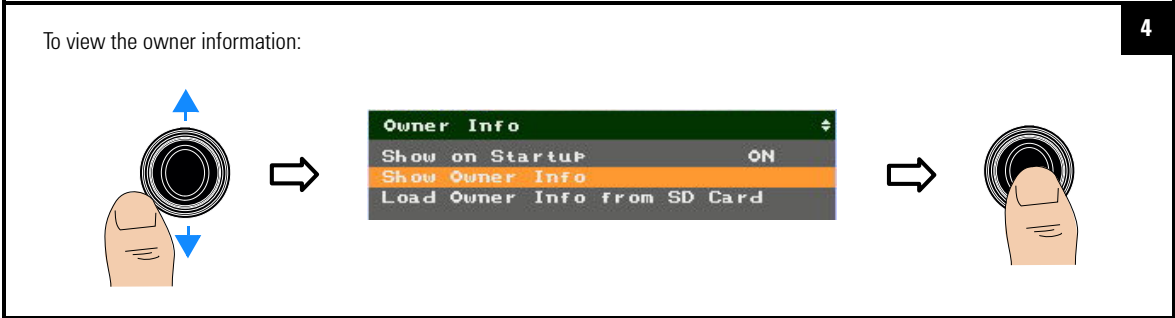 4
To view the owner information:
Owner Info
Show on Startup ON
Show Owner Info
Load Owner Info from SD Card